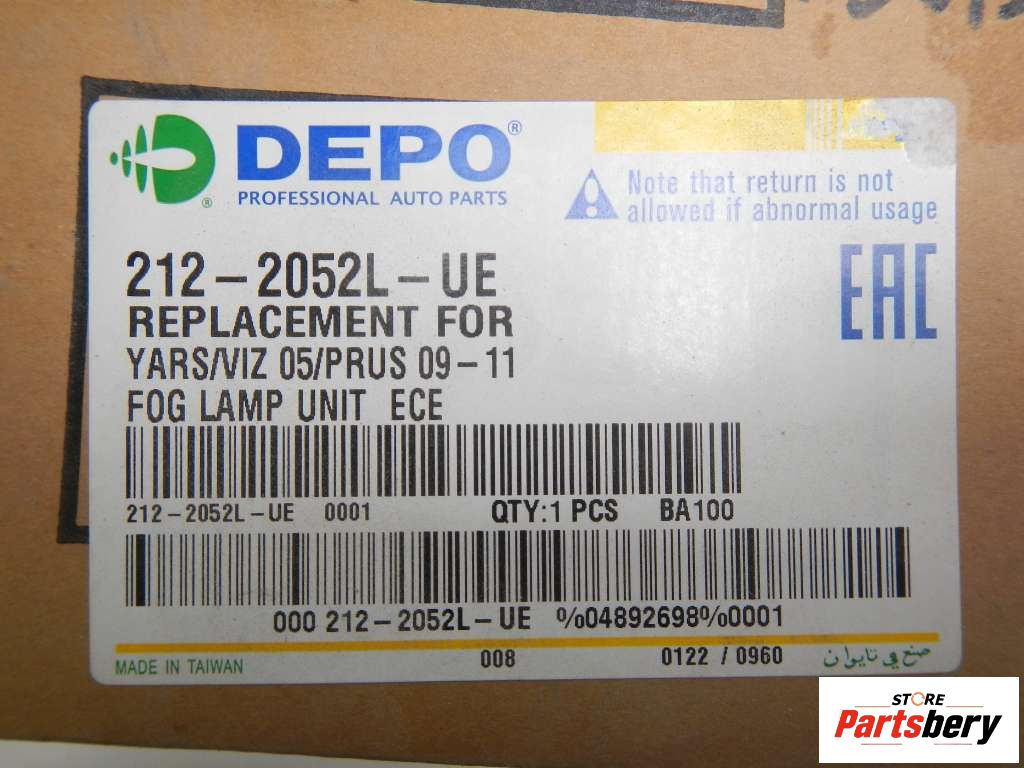 DEPO®
PROFESSIONAL AUTO PARTS
®
Note that return is not
allowed if abnormal usage
212-2052L-UE
EAC
REPLACEMENT FOR
YARS/VIZ 05/PRUS 09-11
FOG LAMP UNIT ECE
212-2052L-UE 0001 QTY:1 PCS BA100
000 212-2052L-UE %04892698%0001
MADE IN TAIWAN 008 0122 / 0960 صنع في تايوان
STORE
Partsbery